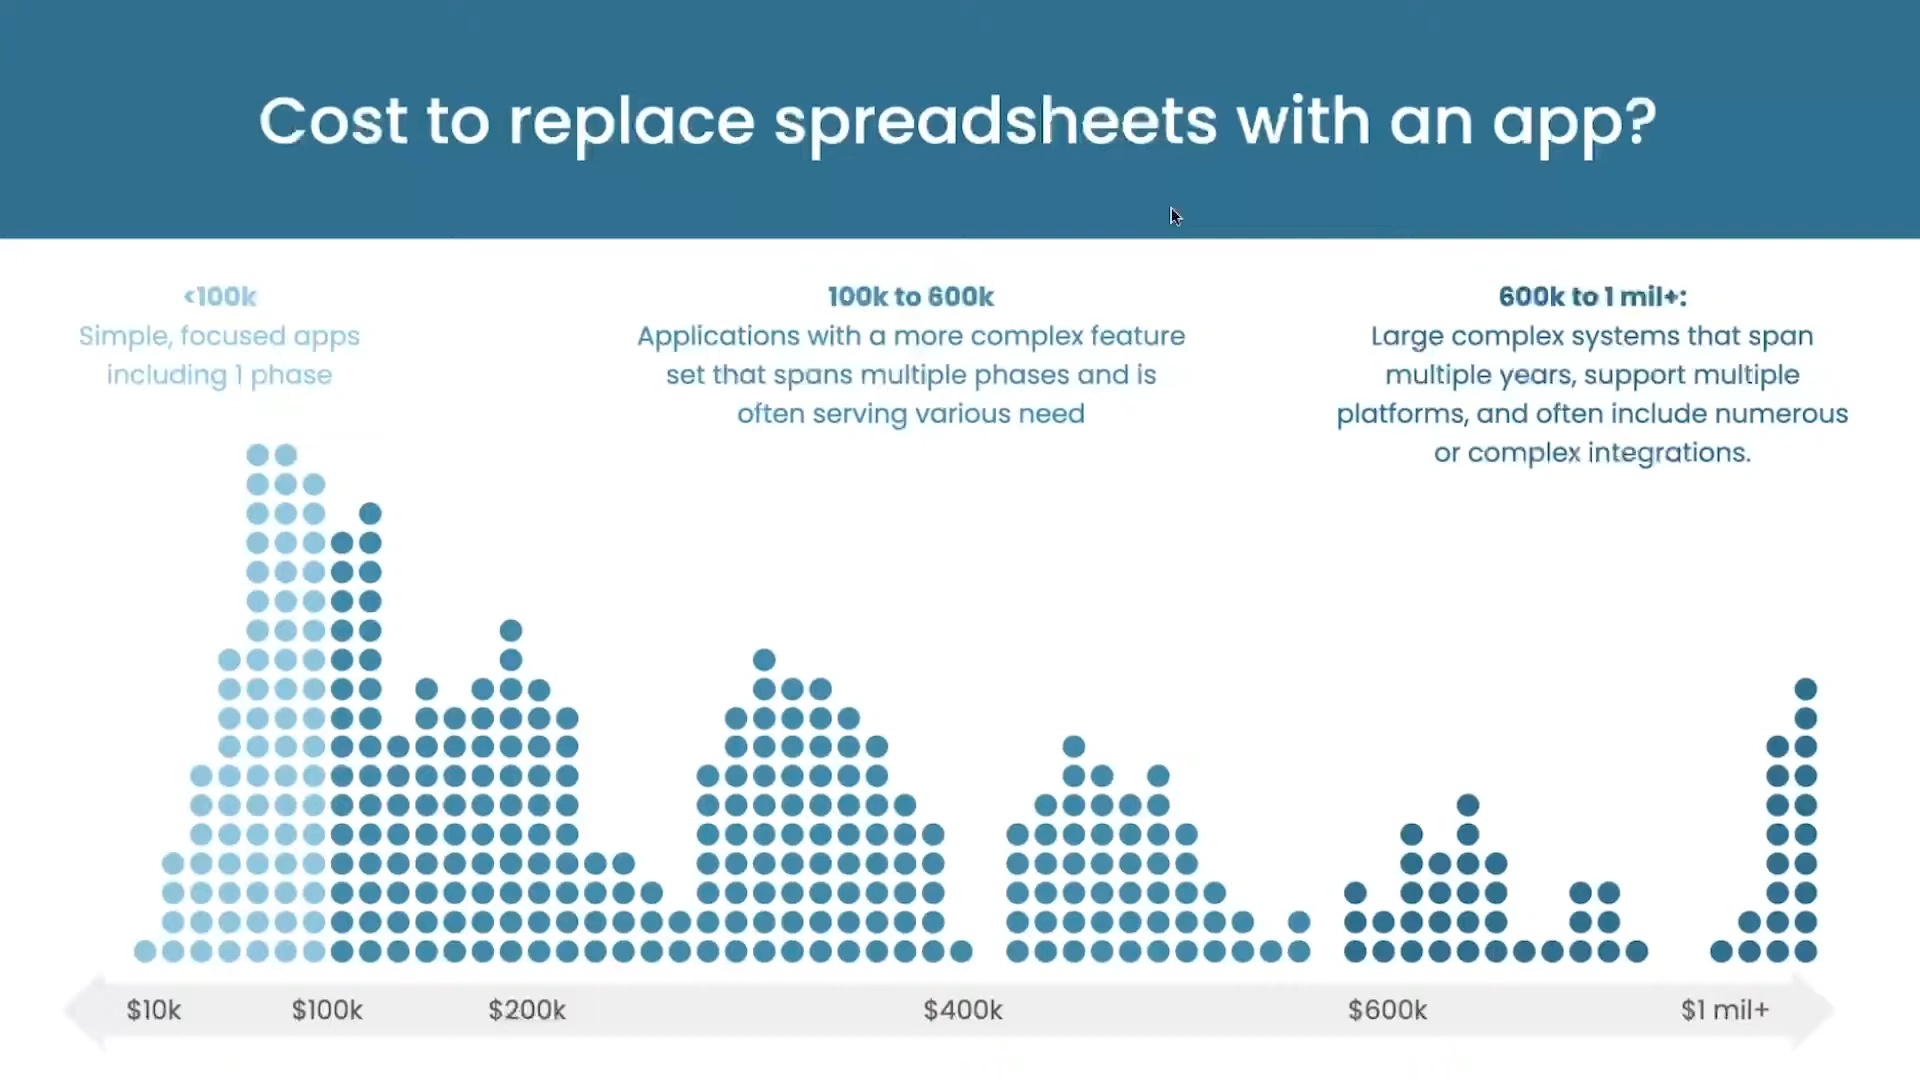 Cost to replace spreadsheets with an app?
<100k
Simple, focused apps
including 1 phase
100k to 600k
Applications with a more complex feature
set that spans multiple phases and is
often serving various need
600k to 1 mil+:
Large complex systems that span
multiple years, support multiple
platforms, and often include numerous
or complex integrations.
$10k $100k $200k $400k $600k $1 mil+